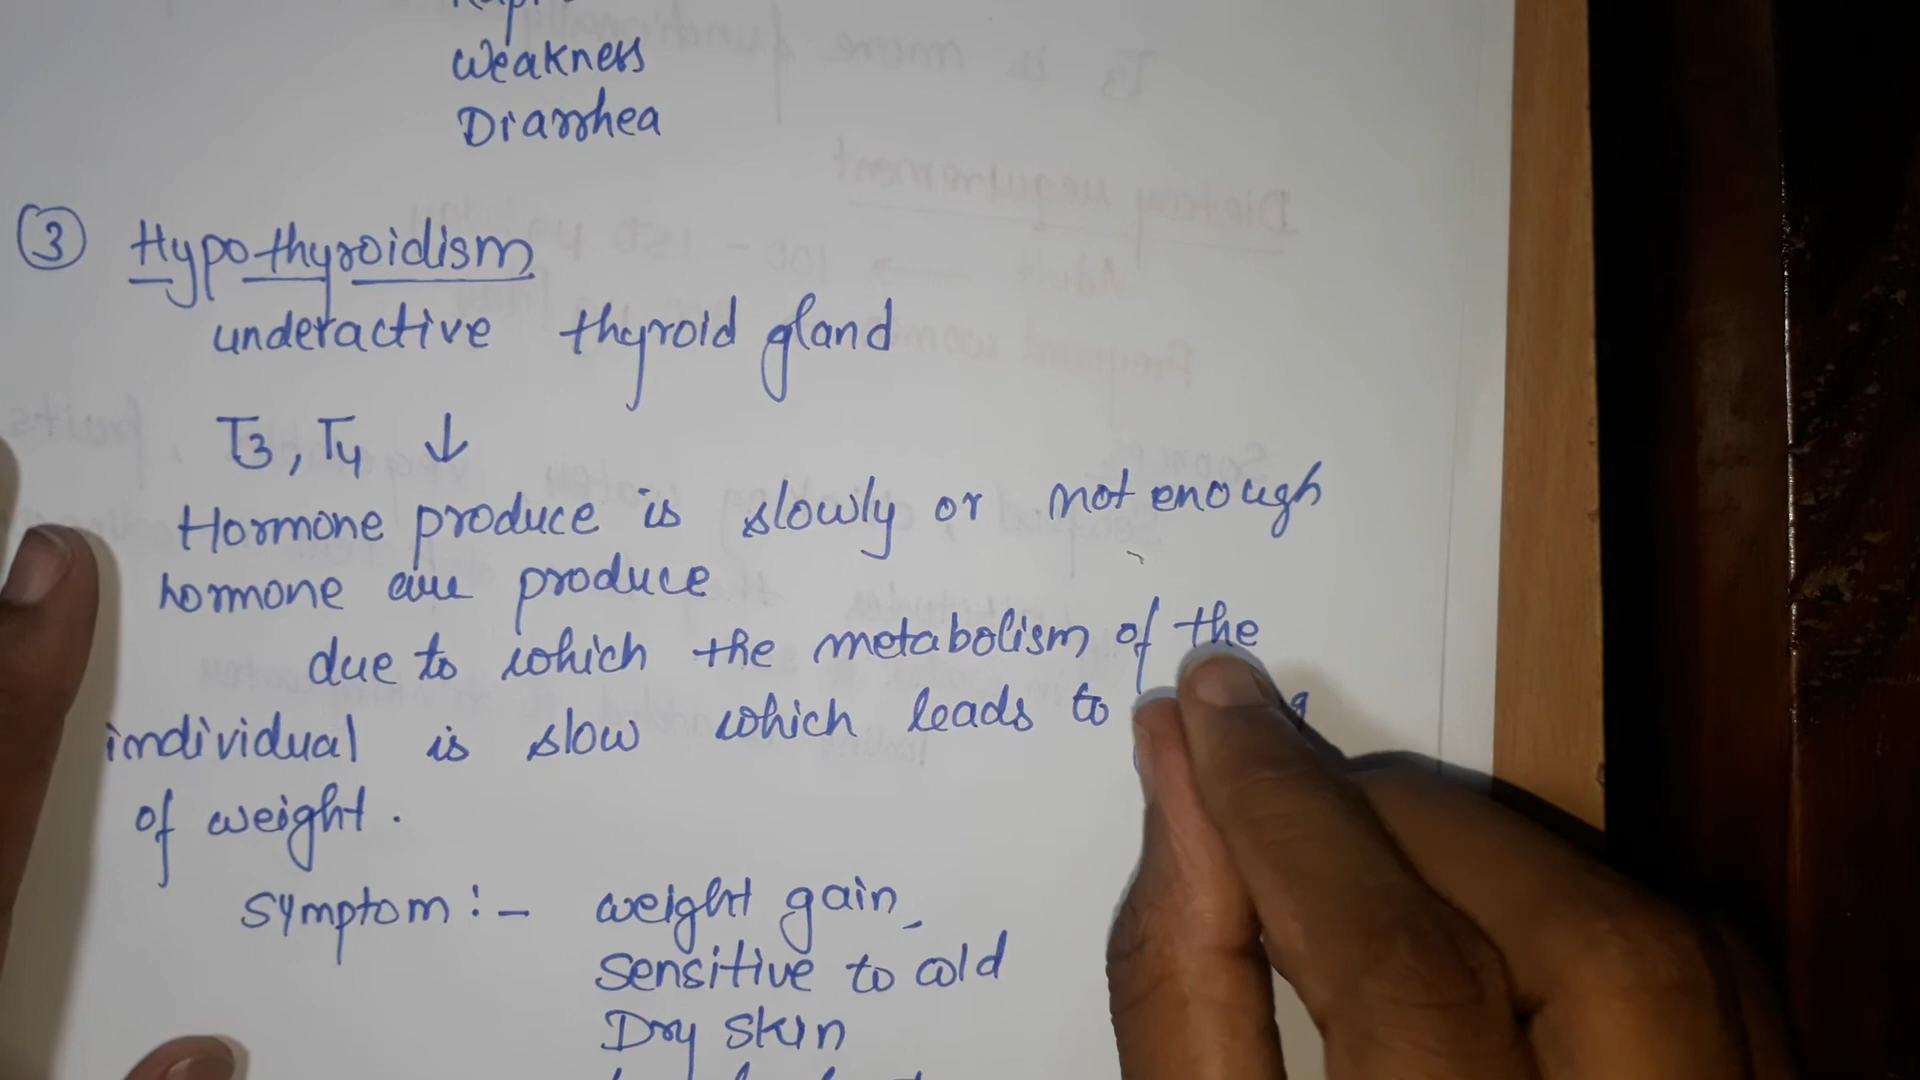 Weakness
Diarrhea
③ Hypothyroidism
underactive thyroid gland
T3, T4 ↓
Hormone produce is slowly or not enough
hormone are produce
due to which the metabolism of the
individual is slow which leads to
of weight.
Symptom :- weight gain
Sensitive to cold
Dry skin